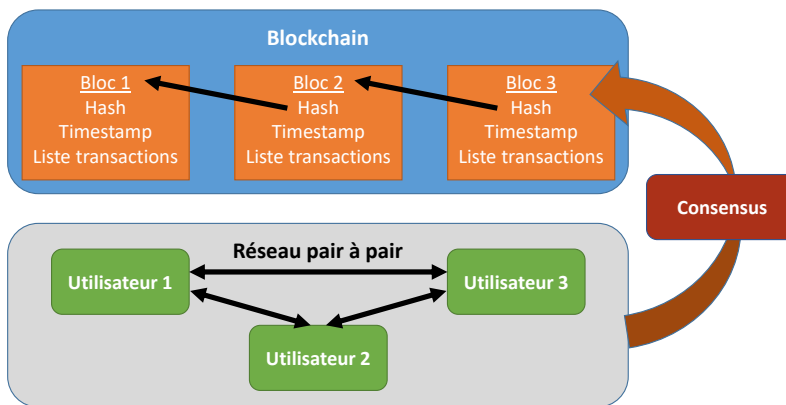 Blockchain
Bloc 1
Hash
Timestamp
Liste transactions
Bloc 2
Hash
Timestamp
Liste transactions
Bloc 3
Hash
Timestamp
Liste transactions
Consensus
Réseau pair à pair
Utilisateur 1
Utilisateur 3
Utilisateur 2